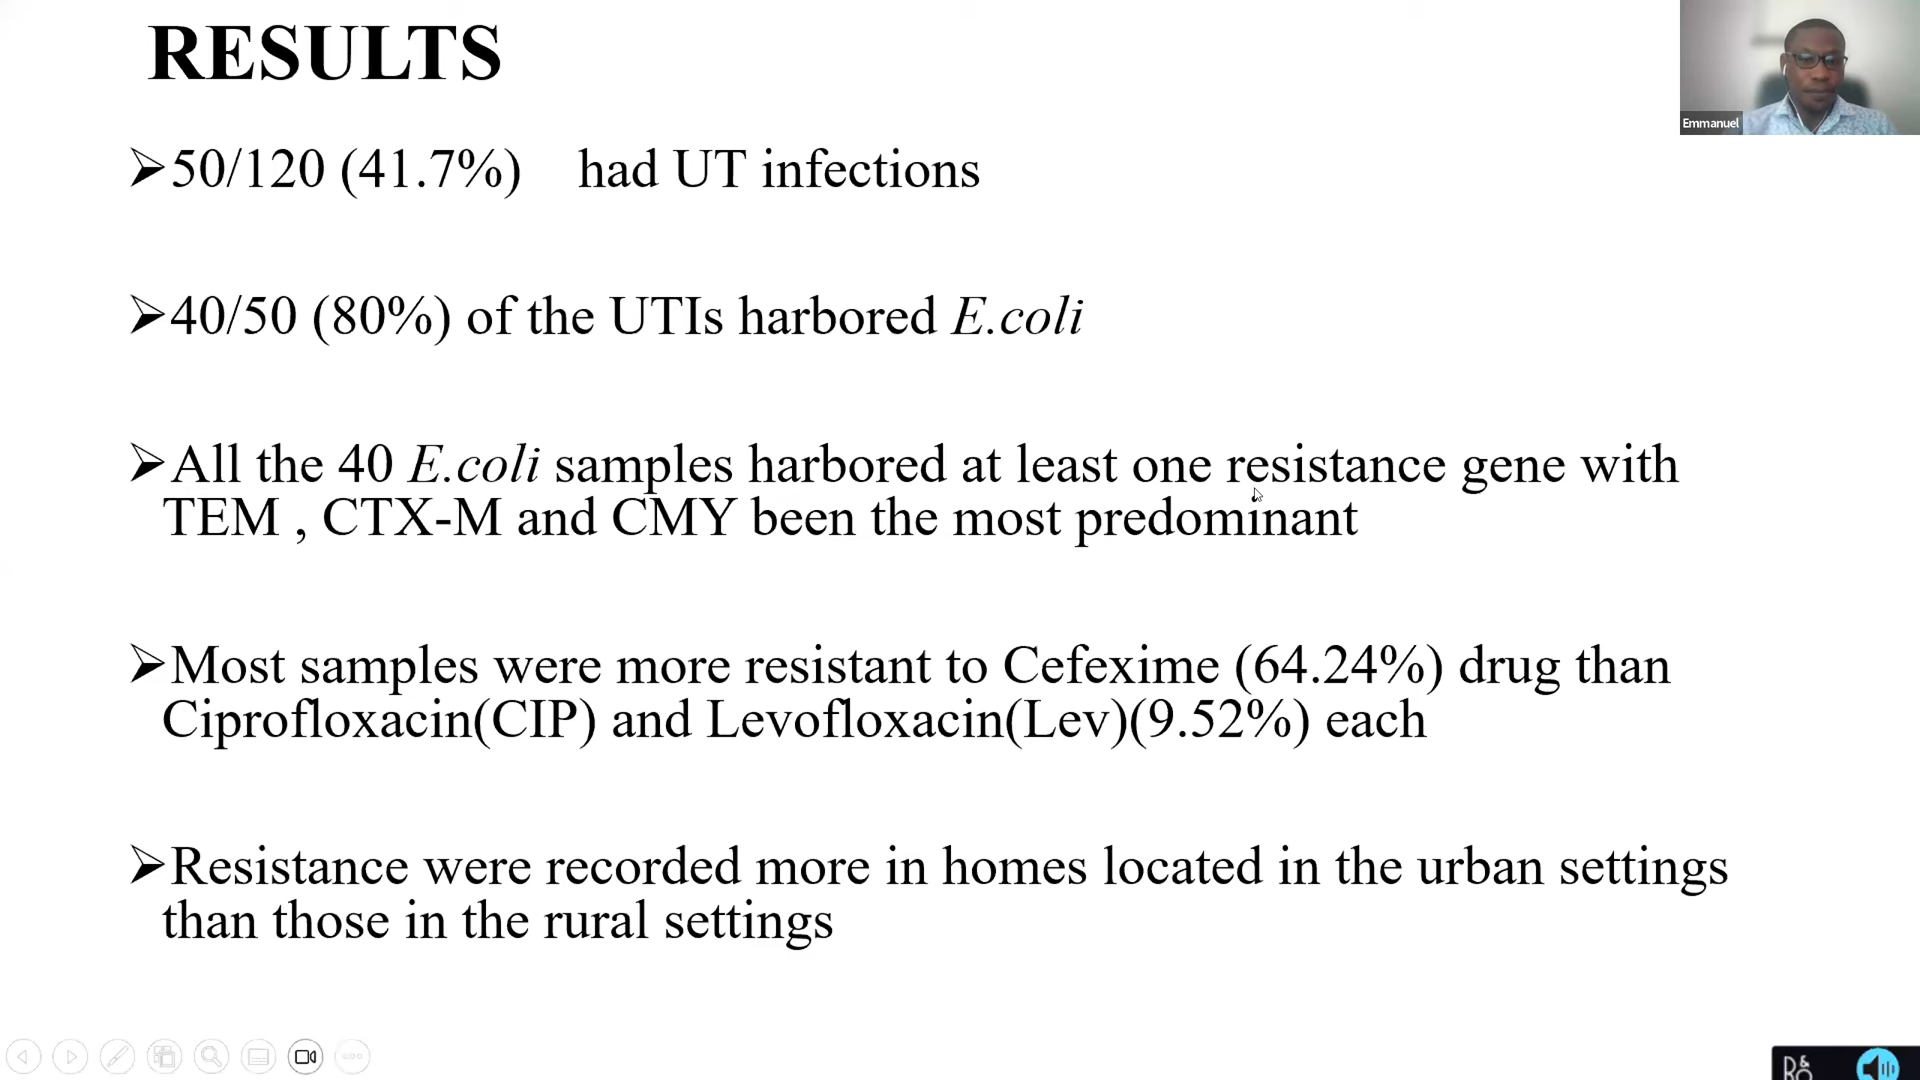 RESULTS
Emmanuel
➢50/120 (41.7%) had UT infections
➢40/50 (80%) of the UTIs harbored E.coli
➢All the 40 E.coli samples harbored at least one resistance gene with
TEM , CTX-M and CMY been the most predominant
➢Most samples were more resistant to Cefexime (64.24%) drug than
Ciprofloxacin(CIP) and Levofloxacin(Lev)(9.52%) each
➢Resistance were recorded more in homes located in the urban settings
than those in the rural settings